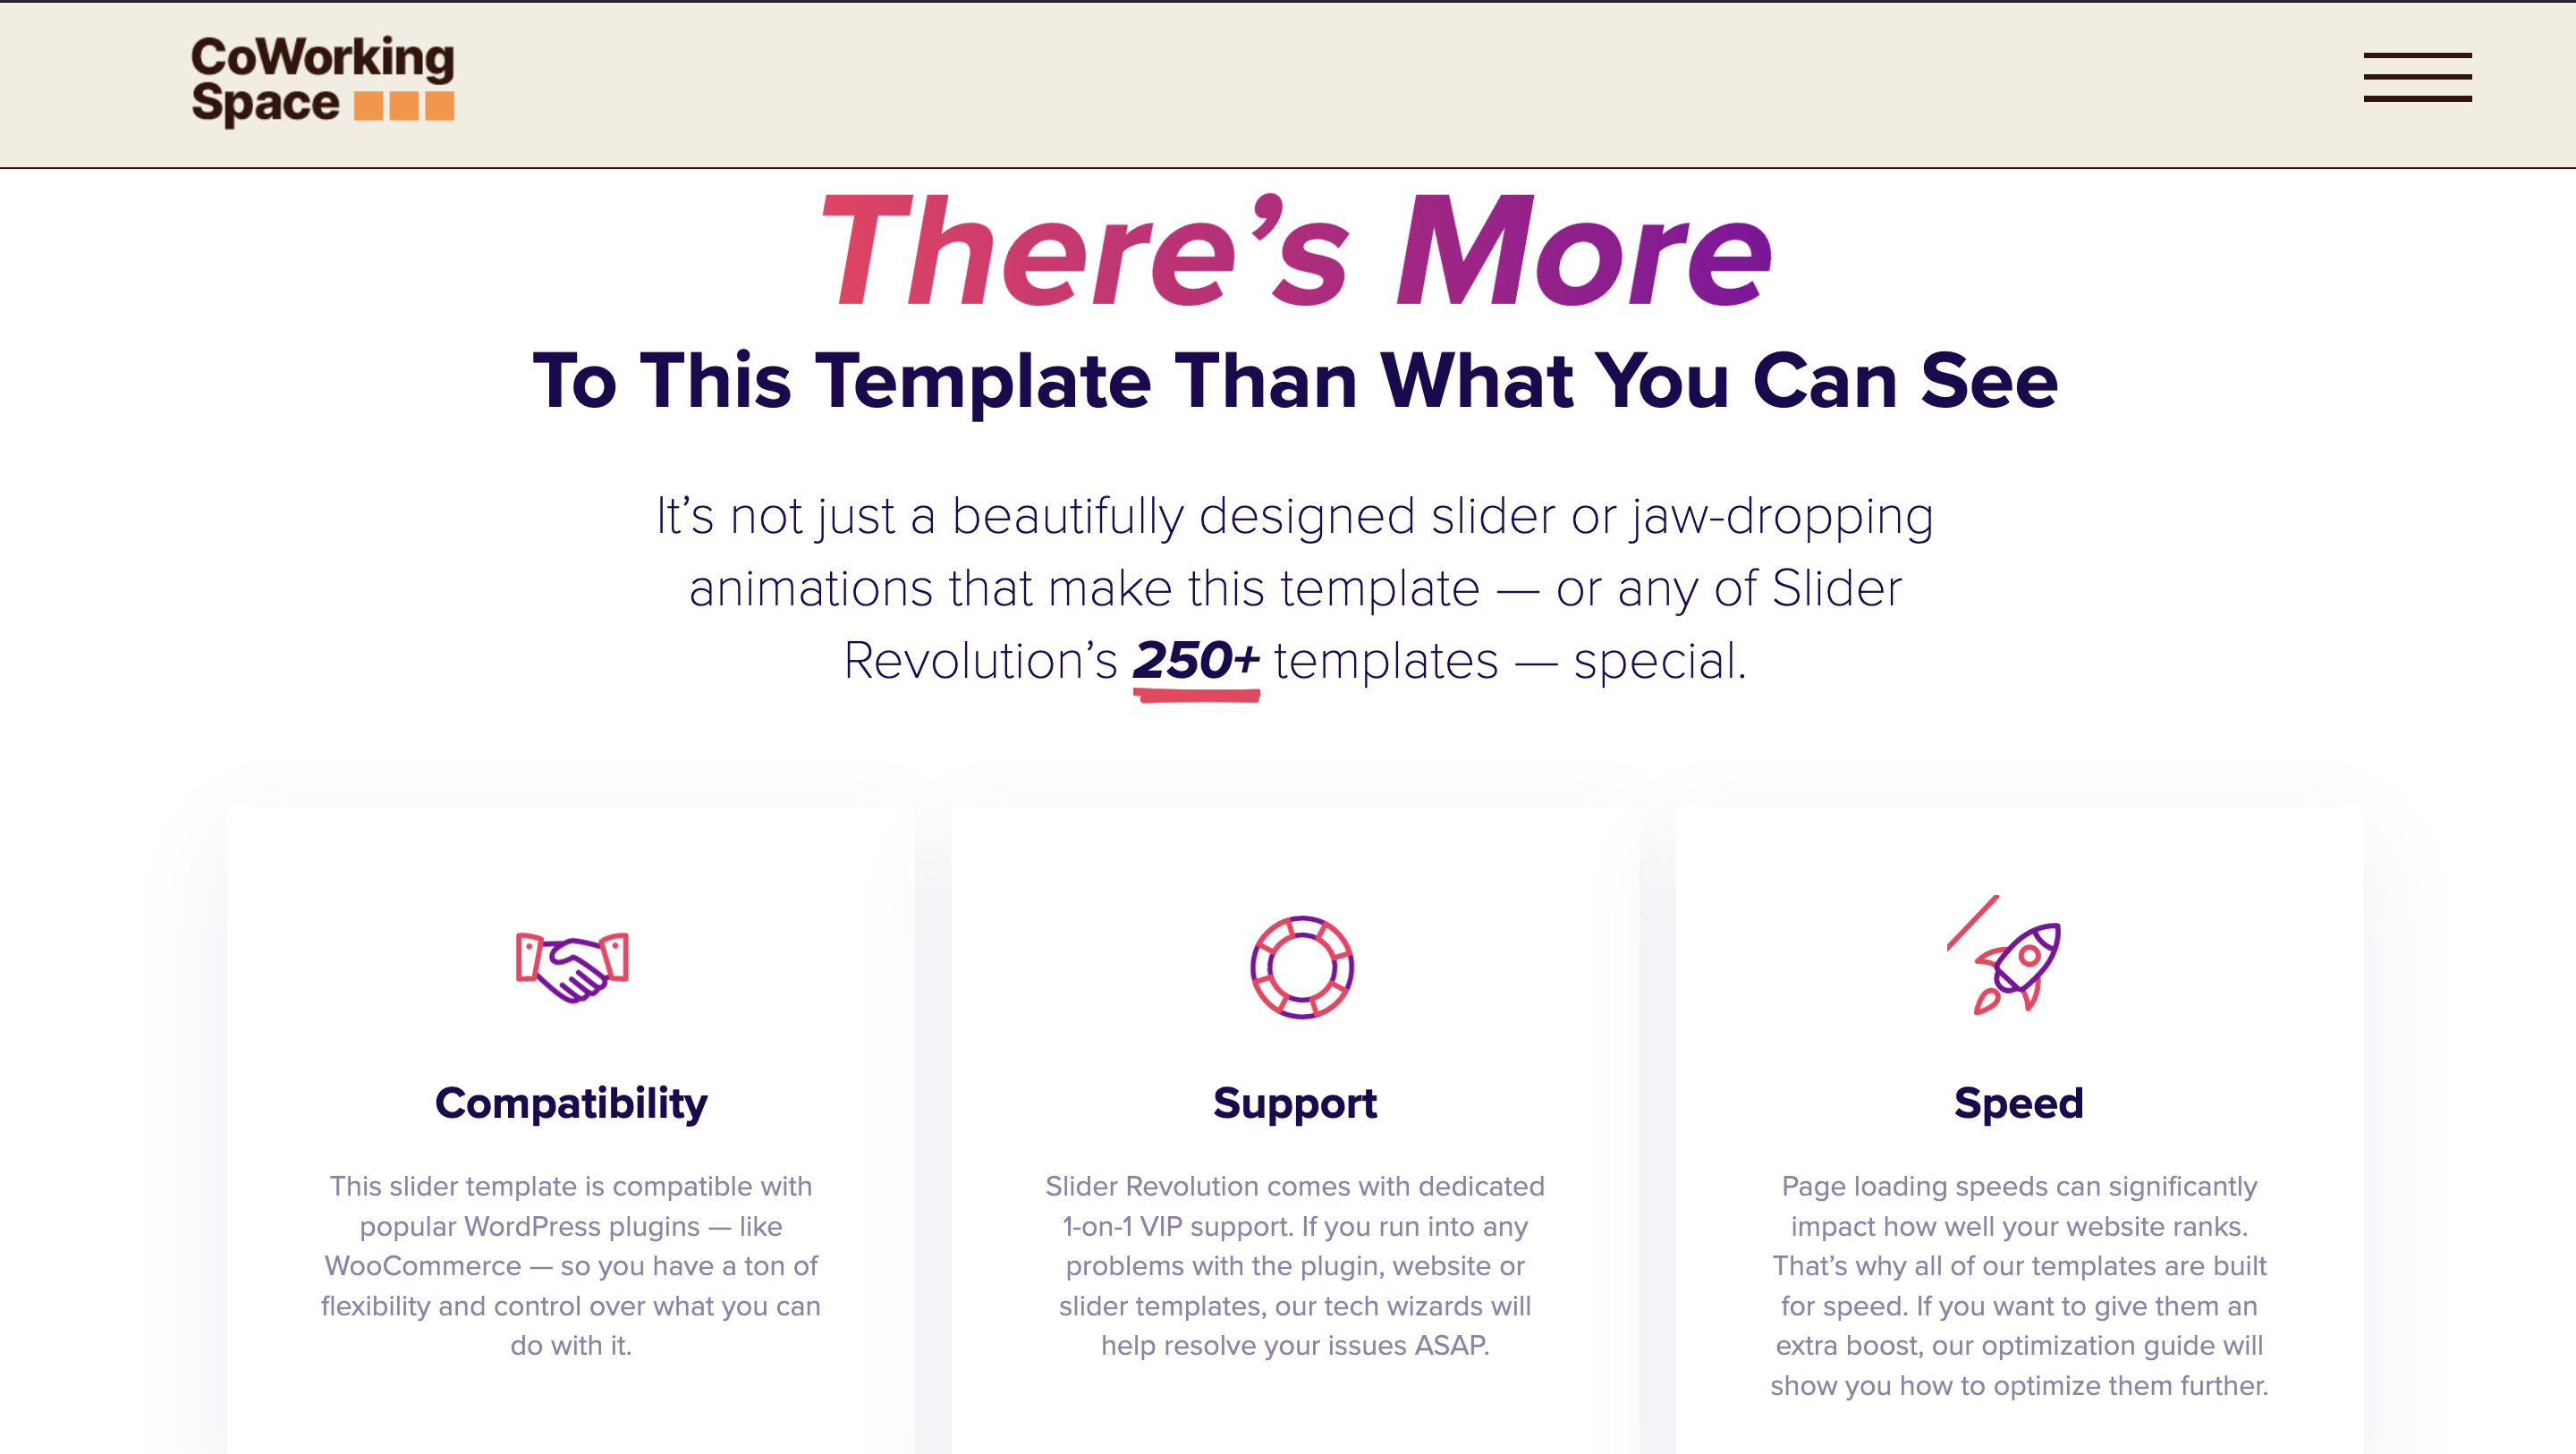 CoWorking
Space
There’s More
To This Template Than What You Can See
It’s not just a beautifully designed slider or jaw-dropping
animations that make this template — or any of Slider
Revolution’s 250+ templates — special.
Compatibility
This slider template is compatible with
popular WordPress plugins — like
WooCommerce — so you have a ton of
flexibility and control over what you can
do with it.
Support
Slider Revolution comes with dedicated
1-on-1 VIP support. If you run into any
problems with the plugin, website or
slider templates, our tech wizards will
help resolve your issues ASAP.
Speed
Page loading speeds can significantly
impact how well your website ranks.
That’s why all of our templates are built
for speed. If you want to give them an
extra boost, our optimization guide will
show you how to optimize them further.